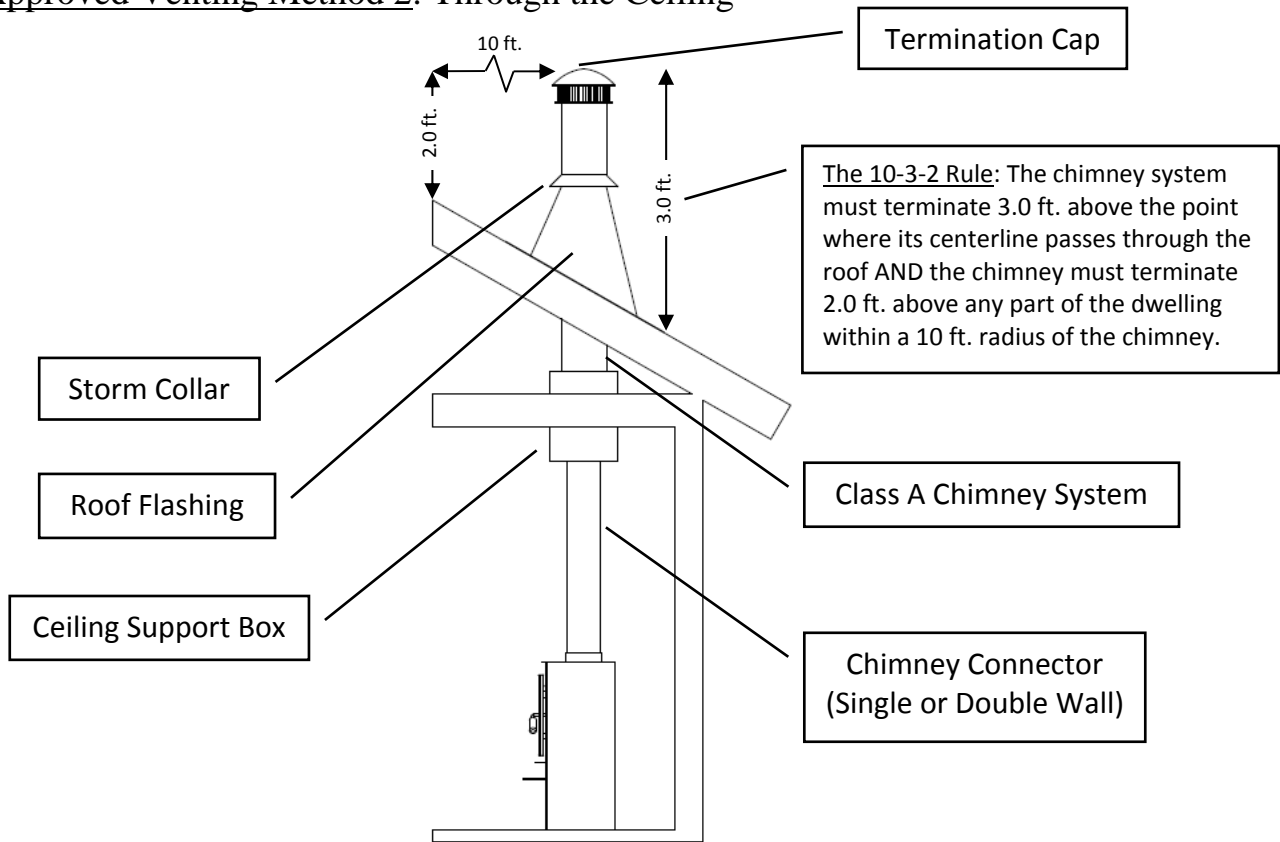 Approved Venting Method 2: Through the Ceiling
Termination Cap
10 ft.
2.0 ft.
3.0 ft.
The 10-3-2 Rule: The chimney system
must terminate 3.0 ft. above the point
where its centerline passes through the
roof AND the chimney must terminate
2.0 ft. above any part of the dwelling
within a 10 ft. radius of the chimney.
Storm Collar
Roof Flashing
Class A Chimney System
Ceiling Support Box
Chimney Connector
(Single or Double Wall)